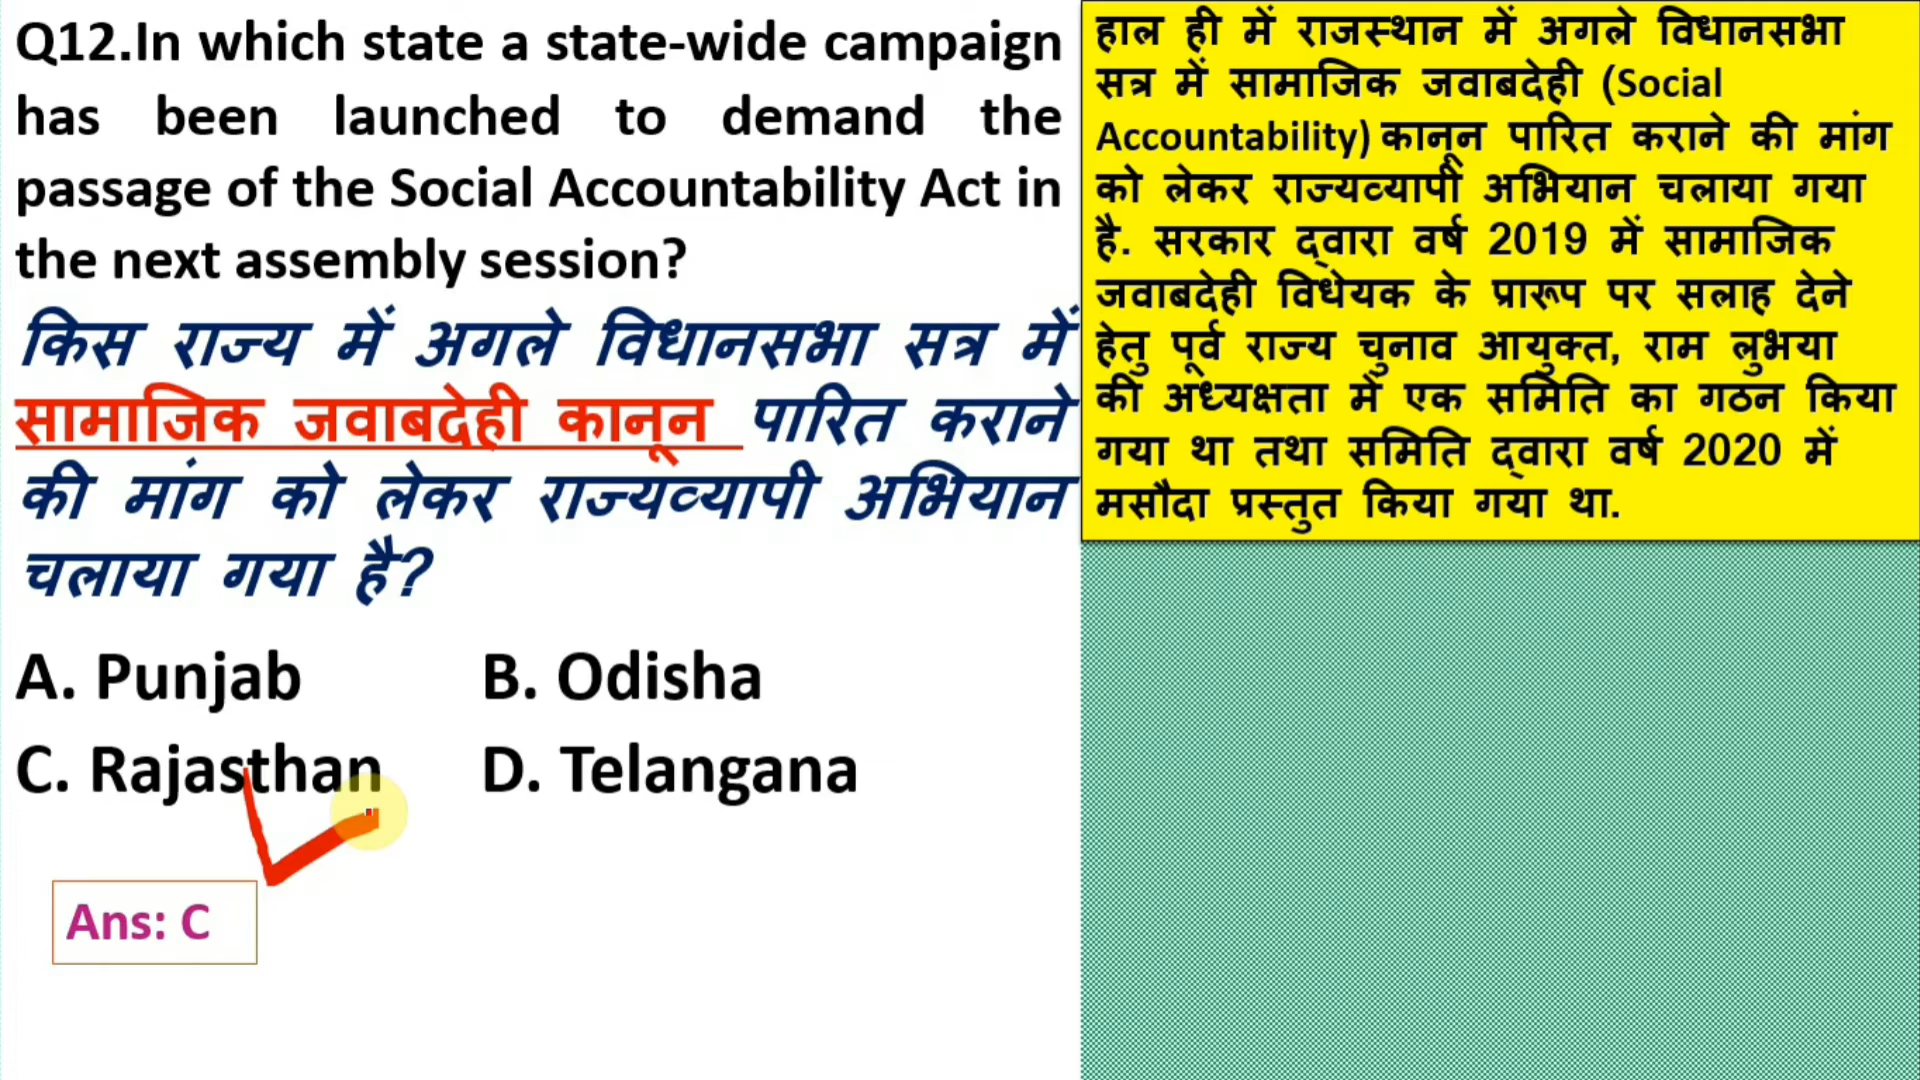 Q12.In which state a state-wide campaign
has been launched to demand the
passage of the Social Accountability Act in
the next assembly session?
किस राज्य में अगले विधानसभा सत्र में
सामाजिक जवाबदेही कानून पारित कराने
की मांग को लेकर राज्यव्यापी अभियान
चलाया गया है?
A. Punjab B. Odisha
C. Rajasthan D. Telangana
Ans: C
हाल ही में राजस्थान में अगले विधानसभा
सत्र में सामाजिक जवाबदेही (Social
Accountability) कानून पारित कराने की मांग
को लेकर राज्यव्यापी अभियान चलाया गया
है. सरकार द्वारा वर्ष 2019 में सामाजिक
जवाबदेही विधेयक के प्रारूप पर सलाह देने
हेतु पूर्व राज्य चुनाव आयुक्त, राम लुभया
की अध्यक्षता में एक समिति का गठन किया
गया था तथा समिति द्वारा वर्ष 2020 में
मसौदा प्रस्तुत किया गया था.